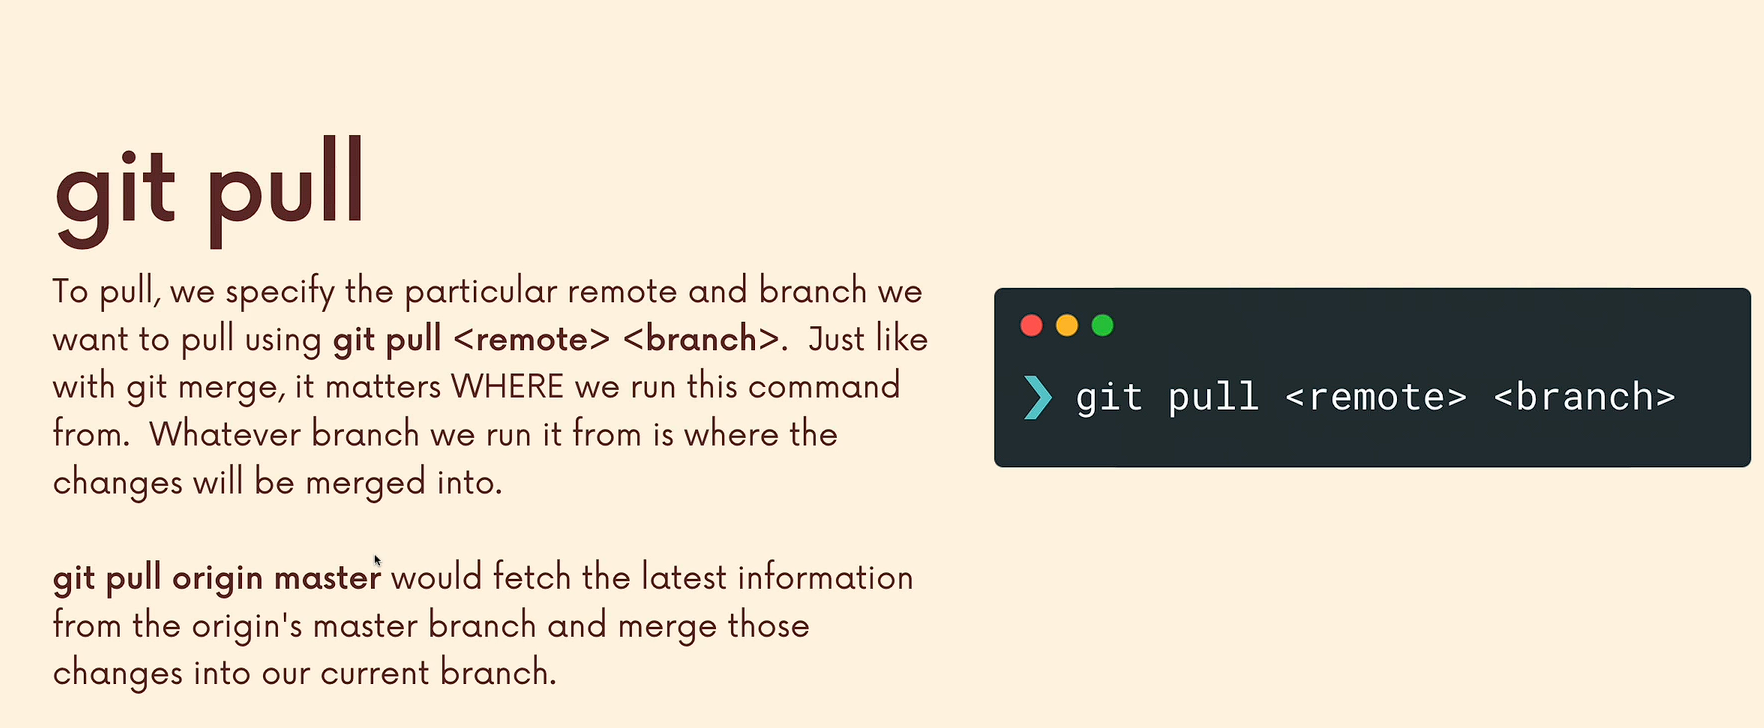 git pull
To pull, we specify the particular remote and branch we
want to pull using git pull <remote> <branch>.  Just like
with git merge, it matters WHERE we run this command
from.  Whatever branch we run it from is where the
changes will be merged into.
git pull origin master would fetch the latest information
from the origin's master branch and merge those
changes into our current branch.
❯ git pull <remote> <branch>